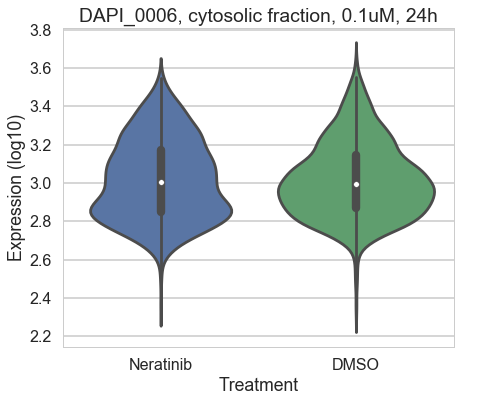 DAPI_0006, cytosolic fraction, 0.1uM, 24h
3.8
3.6
3.4
3.2
3.0
2.8
2.6
2.4
2.2
Expression (log10)
Neratinib
DMSO
Treatment